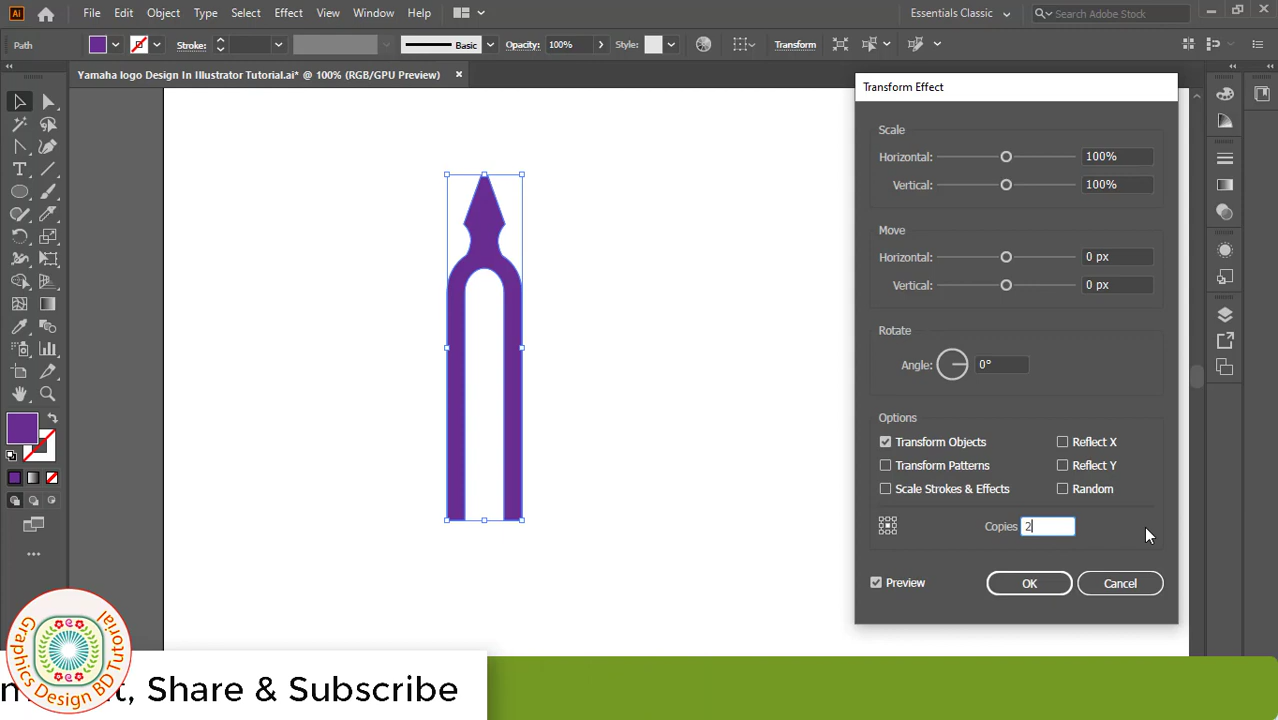 Ai File Edit Object Type Select Effect View Window Help Essentials Classic Search Adobe Stock
Path Stroke: Basic Opacity: 100% Style: Transform
Yamaha logo Design In Illustrator Tutorial.ai* @ 100% (RGB/GPU Preview)
Transform Effect
Scale
Horizontal: 100%
Vertical: 100%
Move
Horizontal: 0 px
Vertical: 0 px
Rotate
Angle: 0°
Options
Transform Objects Reflect X
Transform Patterns Reflect Y
Scale Strokes & Effects Random
Copies 2
Preview OK Cancel
Graphics Design BD Tutorial
Share & Subscribe